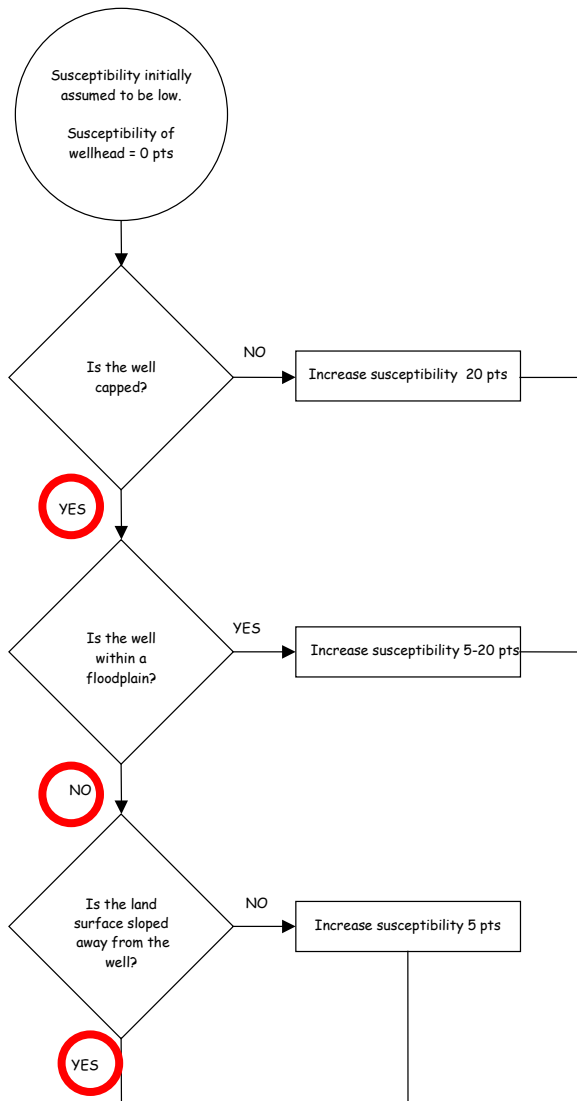 Susceptibility initially
assumed to be low.
Susceptibility of
wellhead = 0 pts
Is the well
capped?
NO
Increase susceptibility  20 pts
YES
Is the well
within a
floodplain?
YES
Increase susceptibility 5-20 pts
NO
Is the land
surface sloped
away from the
well?
NO
Increase susceptibility 5 pts
YES